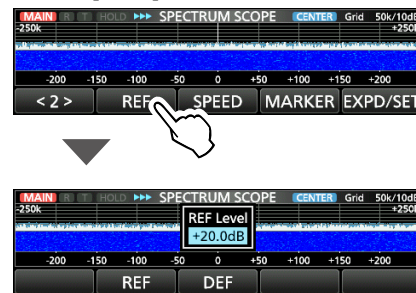 MAIN R T HOLD ▶▶▶ SPECTRUM SCOPE CENTER Grid 50k/10dB
-250k +250k
-200 -150 -100 -50 0 +50 +100 +150 +200
< 2 > REF SPEED MARKER EXPD/SET
MAIN R T HOLD ▶▶▶ SPECTRUM SCOPE CENTER Grid 50k/10dB
-250k +250k
REF Level
+20.0dB
-200 -150 -100 -50 0 +50 +100 +150 +200
REF DEF